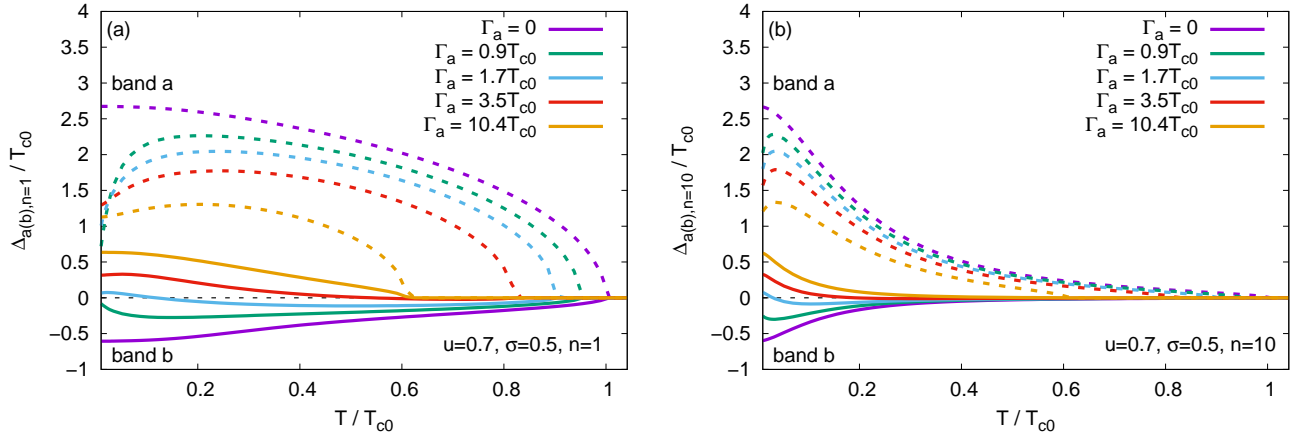 (a)
Γa = 0
Γa = 0.9Tc0
Γa = 1.7Tc0
Γa = 3.5Tc0
Γa = 10.4Tc0
band a
band b
u=0.7, σ=0.5, n=1
4
3.5
3
2.5
2
1.5
1
0.5
0
−0.5
−1
Δa(b),n=1 / Tc0
0.2 0.4 0.6 0.8 1
T / Tc0
(b)
Γa = 0
Γa = 0.9Tc0
Γa = 1.7Tc0
Γa = 3.5Tc0
Γa = 10.4Tc0
band a
band b
u=0.7, σ=0.5, n=10
4
3.5
3
2.5
2
1.5
1
0.5
0
−0.5
−1
Δa(b),n=10 / Tc0
0.2 0.4 0.6 0.8 1
T / Tc0